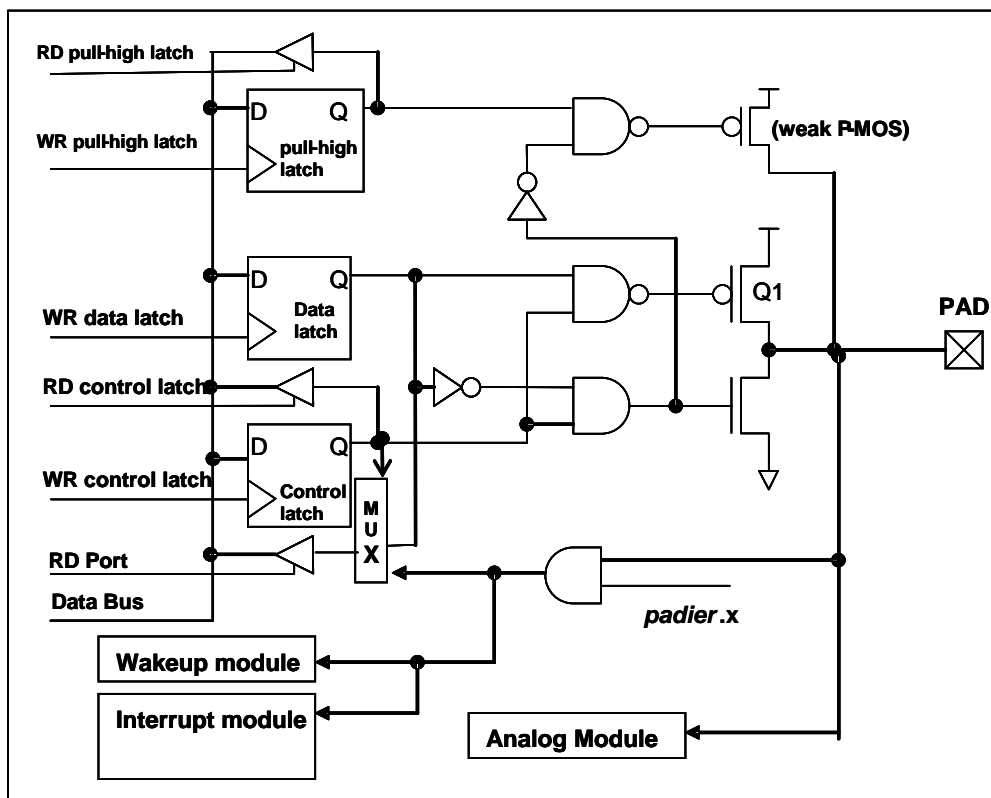 RD pull-high latch
D Q
WR pull-high latch
pull-high
latch
(weak P-MOS)
D Q
Data
latch
WR data latch
Q1
PAD
RD control latch
D Q
WR control latch
Control
latch
M
U
X
RD Port
Data Bus
padier.x
Wakeup module
Interrupt module
Analog Module